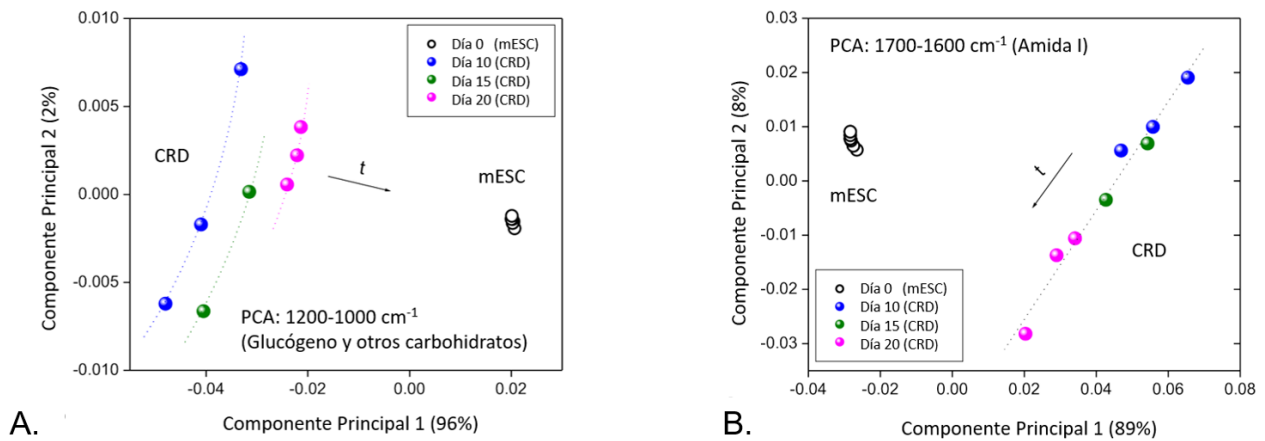 0.010
0.005
0.000
-0.005
-0.010
Componente Principal 2 (2%)
Día 0 (mESC)
Día 10 (CRD)
Día 15 (CRD)
Día 20 (CRD)
CRD
t
mESC
PCA: 1200-1000 cm-1
(Glucógeno y otros carbohidratos)
-0.04
-0.02
0.00
0.02
Componente Principal 1 (96%)
A.
0.03
0.02
0.01
0.00
-0.01
-0.02
-0.03
Componente Principal 2 (8%)
PCA: 1700-1600 cm-1 (Amida I)
mESC
t
CRD
Día 0 (mESC)
Día 10 (CRD)
Día 15 (CRD)
Día 20 (CRD)
-0.04
-0.02
0.00
0.02
0.04
0.06
0.08
Componente Principal 1 (89%)
B.